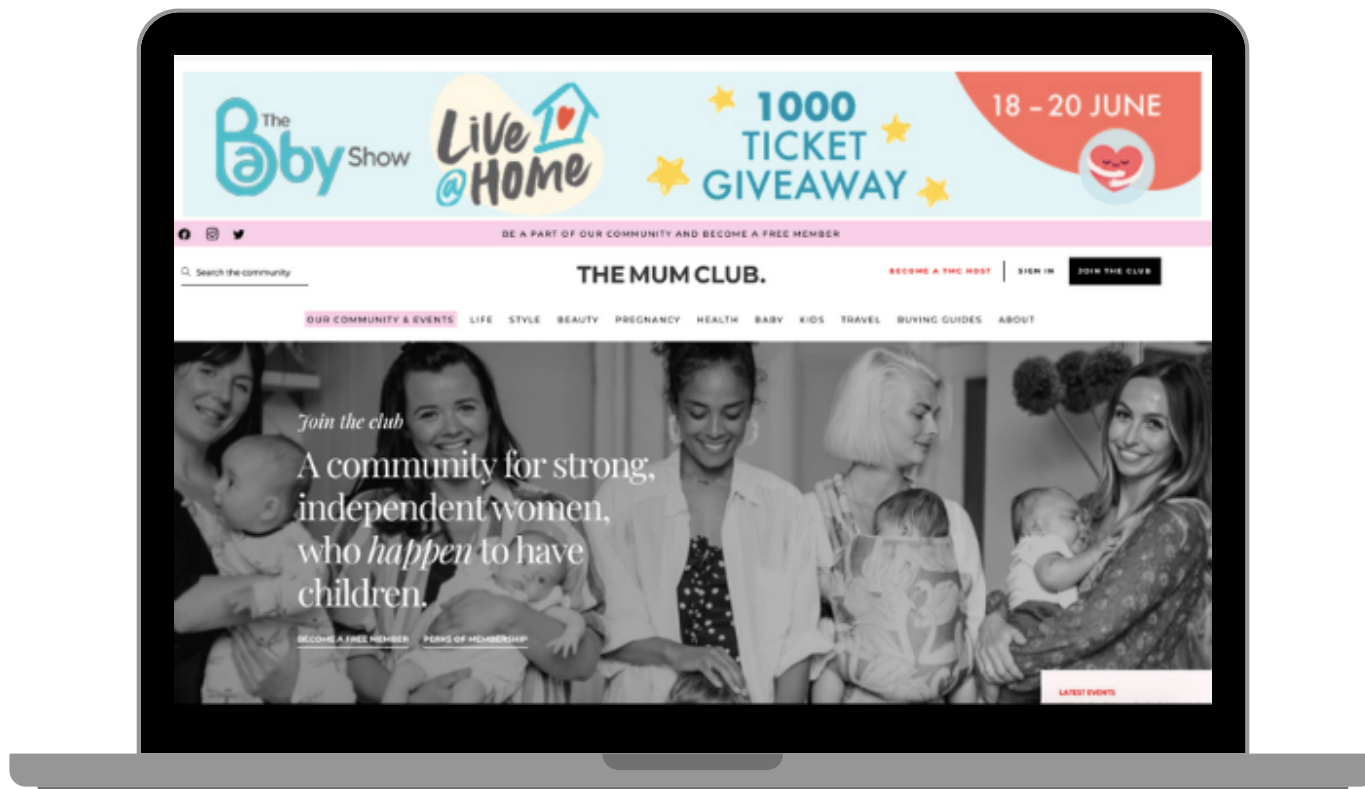 The
Baby Show
Live
@ Home
1000
TICKET
GIVEAWAY
18 – 20 JUNE
BE A PART OF OUR COMMUNITY AND BECOME A FREE MEMBER
Search the community
THE MUM CLUB.
BECOME A TMC HOST
SIGN IN
JOIN THE CLUB
OUR COMMUNITY & EVENTS LIFE STYLE BEAUTY PREGNANCY HEALTH BABY KIDS TRAVEL BUYING GUIDES ABOUT
Join the club
A community for strong,
independent women,
who happen to have
children.
BECOME A FREE MEMBER PERKS OF MEMBERSHIP
LATEST EVENTS